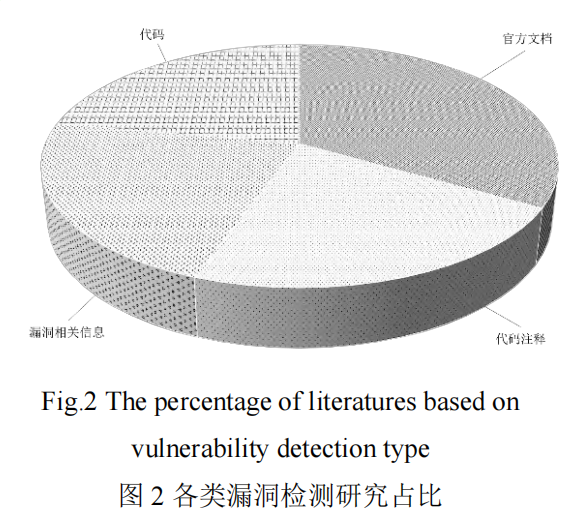 代码
官方文档
漏洞相关信息
代码注释
Fig.2 The percentage of literatures based on
vulnerability detection type
图 2 各类漏洞检测研究占比